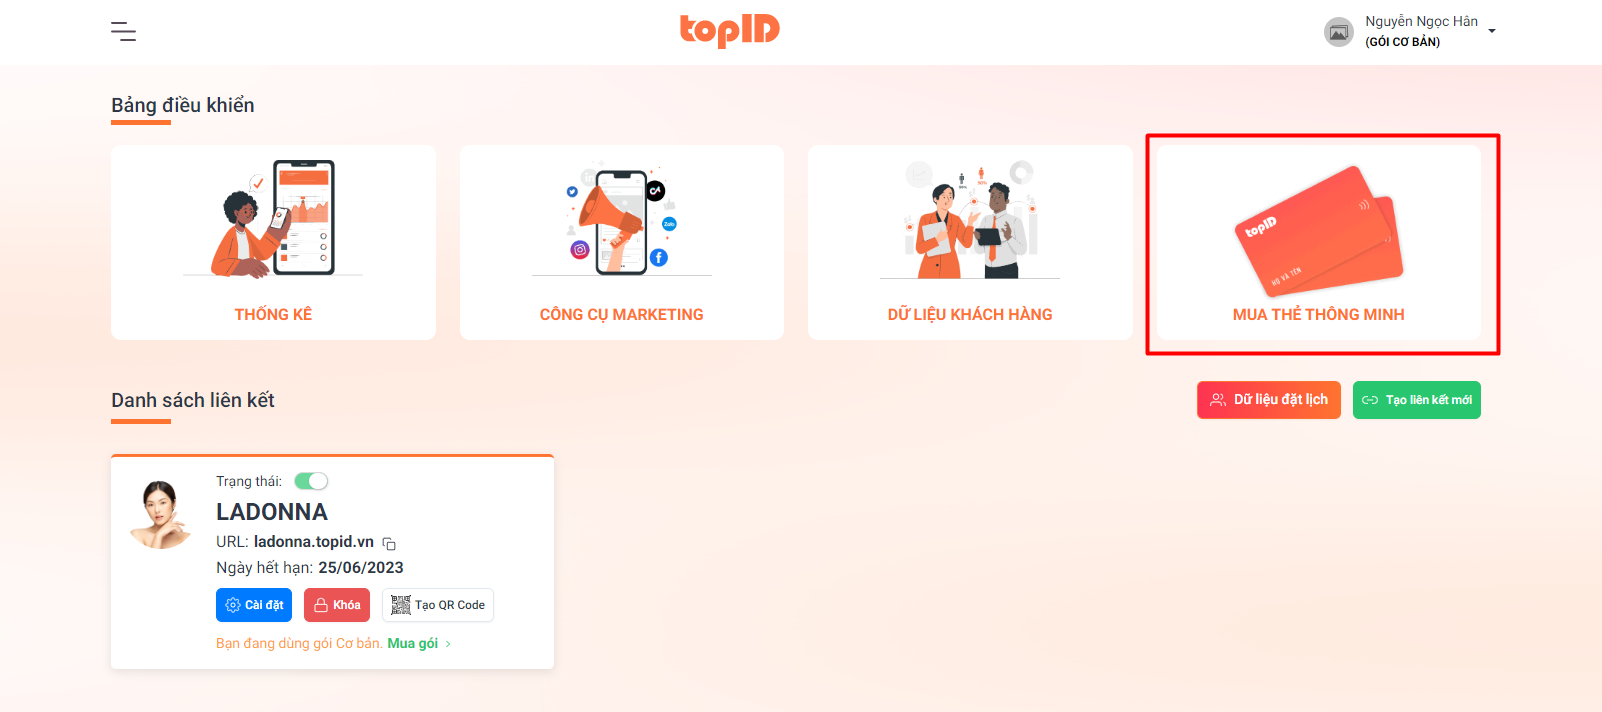 topID
Nguyễn Ngọc Hân
(GÓI CƠ BẢN)
Bảng điều khiển
THỐNG KÊ
Zalo
CÔNG CỤ MARKETING
DỮ LIỆU KHÁCH HÀNG
topID
HỌ VÀ TÊN
MUA THẺ THÔNG MINH
Danh sách liên kết
Dữ liệu đặt lịch
Tạo liên kết mới
Trạng thái:
LADONNA
URL: ladonna.topid.vn
Ngày hết hạn: 25/06/2023
Cài đặt
Khóa
Tạo QR Code
Bạn đang dùng gói Cơ bản. Mua gói >